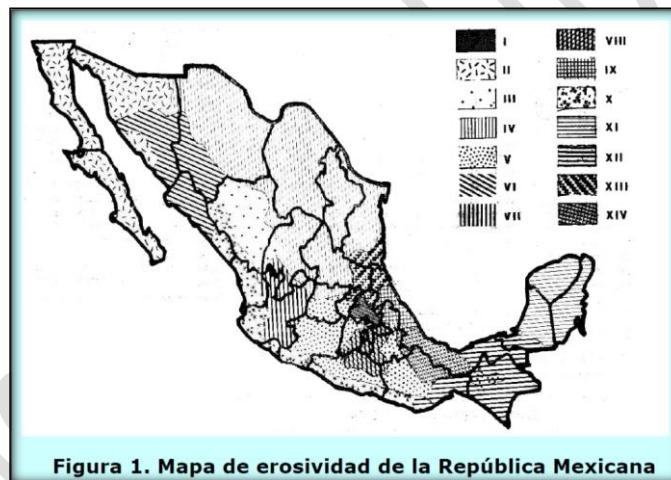 I
II
III
IV
V
VI
VII
VIII
IX
X
XI
XII
XIII
XIV
Figura 1. Mapa de erosividad de la República Mexicana